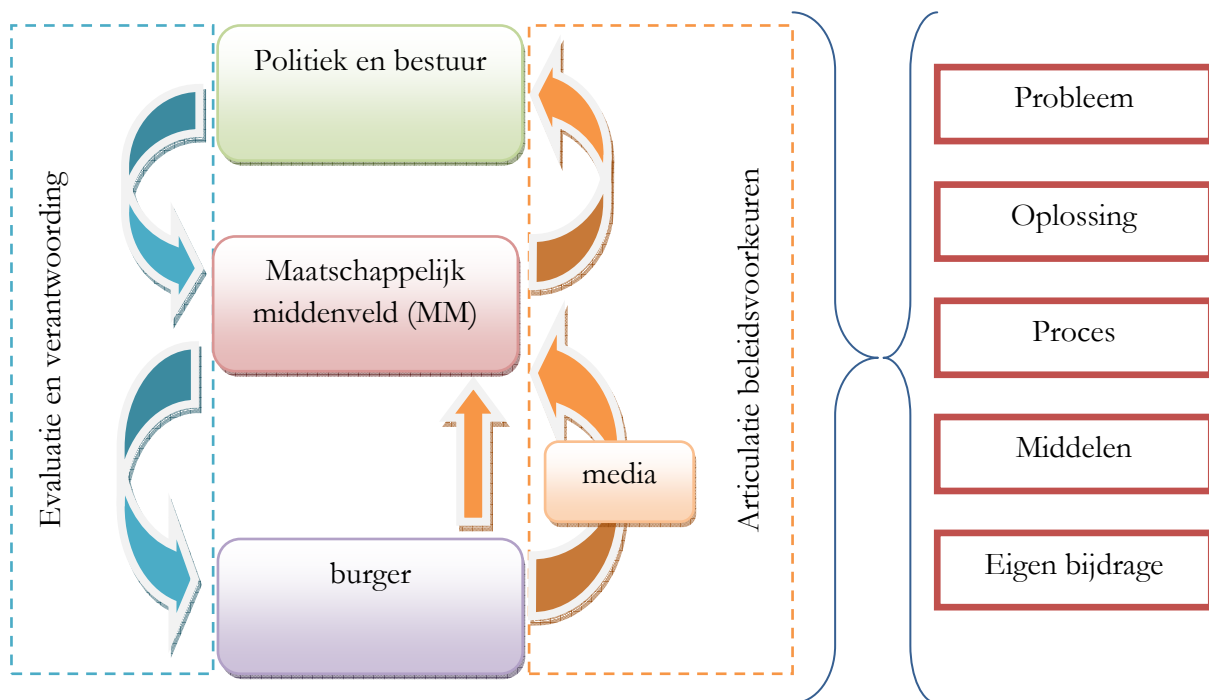 Evaluatie en verantwoording
Politiek en bestuur
Maatschappelijk
middenveld (MM)
burger
media
Articulatie beleidsvoorkeuren
Probleem
Oplossing
Proces
Middelen
Eigen bijdrage